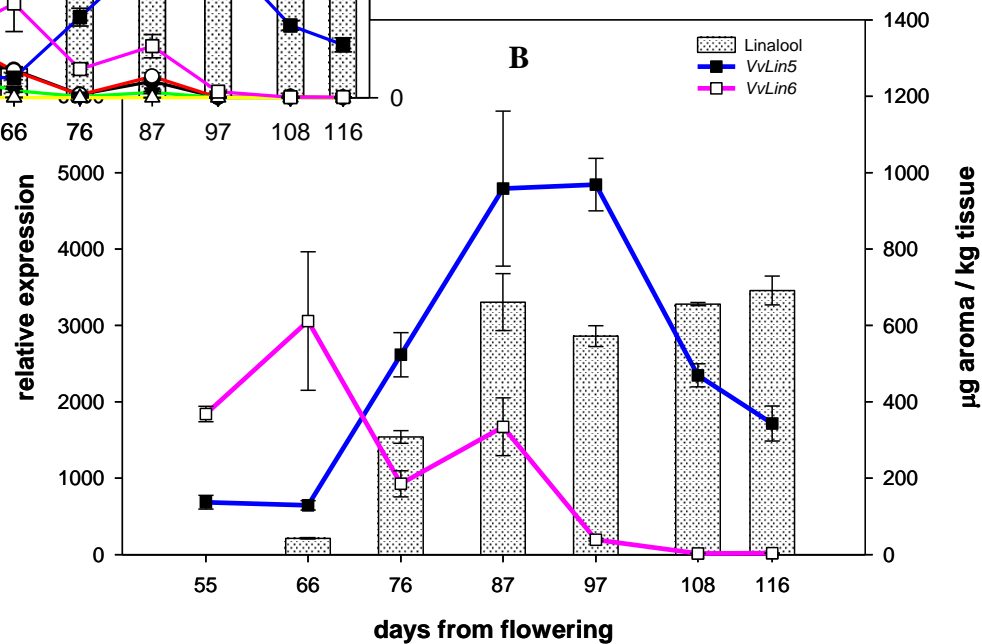 1400
B
Linalool
VvLin5
VvLin6
1200
0
66 76 87 97 108 116
5000 1000
4000 800
3000 600
2000 400
1000 200
0 0
relative expression
µg aroma / kg tissue
55 66 76 87 97 108 116
days from flowering